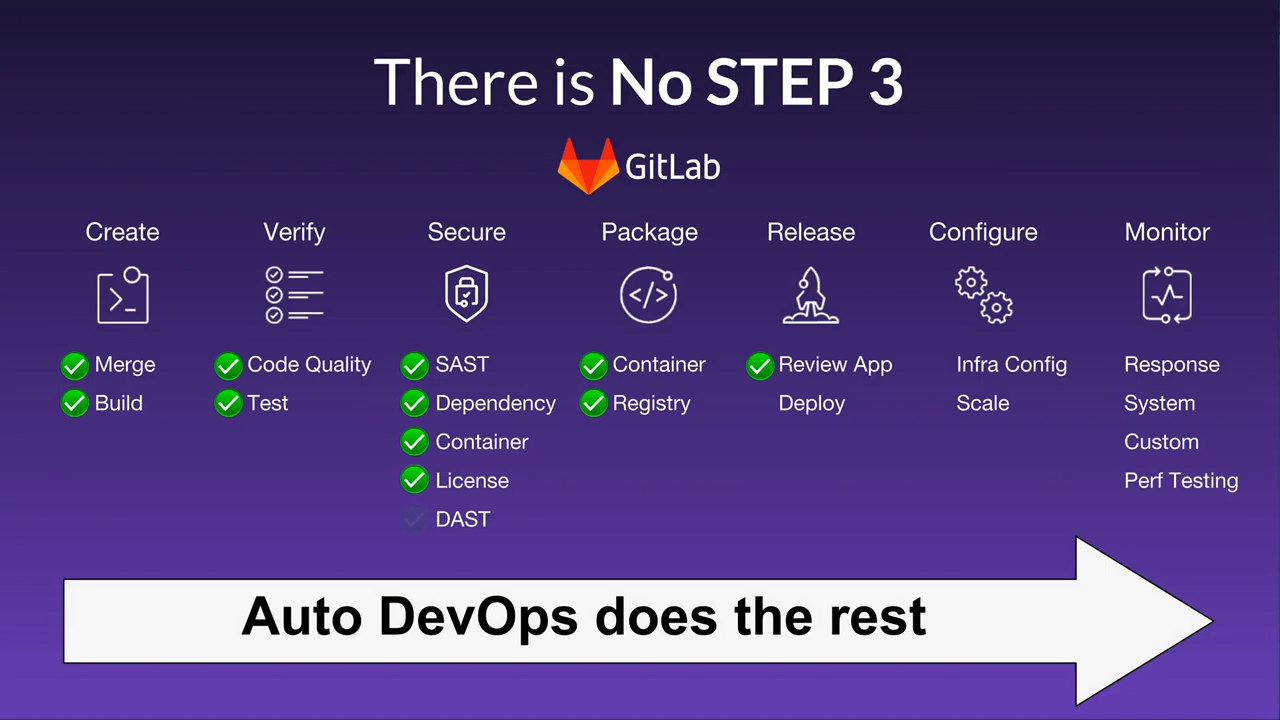 There is No STEP 3
GitLab
Create Verify Secure Package Release Configure Monitor
Merge Code Quality SAST Container Review App Infra Config Response
Build Test Dependency Registry Deploy Scale System
Container Custom
License Perf Testing
DAST
Auto DevOps does the rest